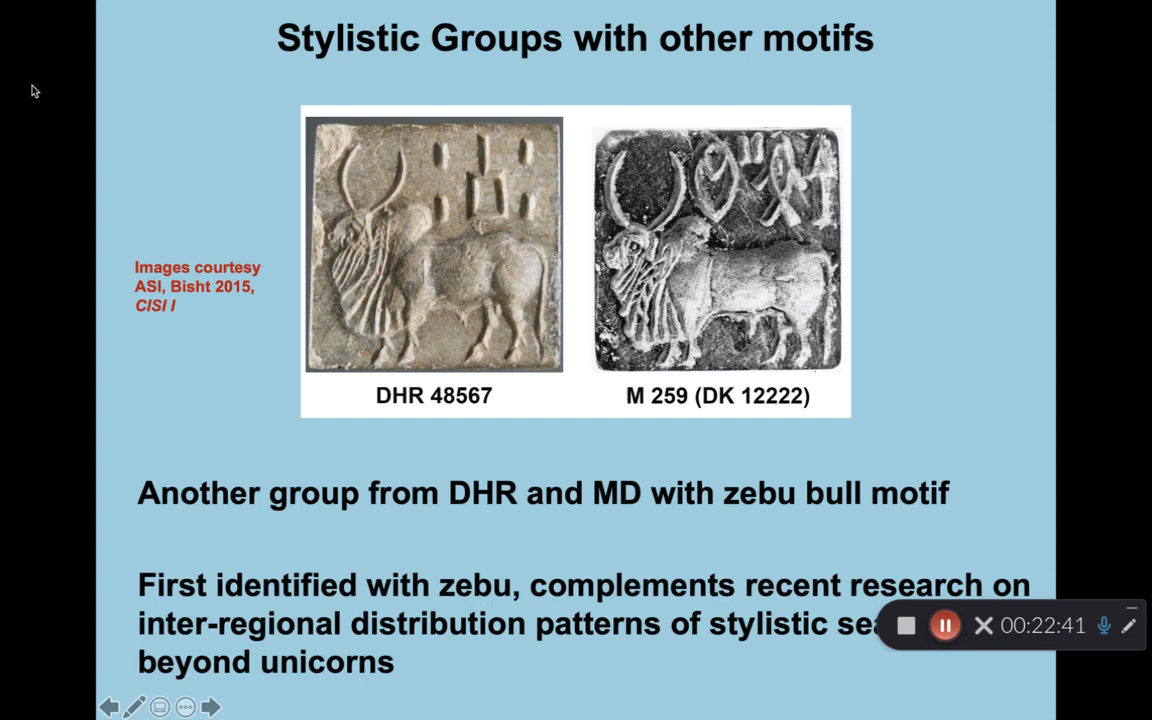 Stylistic Groups with other motifs
Images courtesy
ASI, Bisht 2015,
CISI I
DHR 48567
M 259 (DK 12222)
Another group from DHR and MD with zebu bull motif
First identified with zebu, complements recent research on
inter-regional distribution patterns of stylistic
beyond unicorns
00:22:41